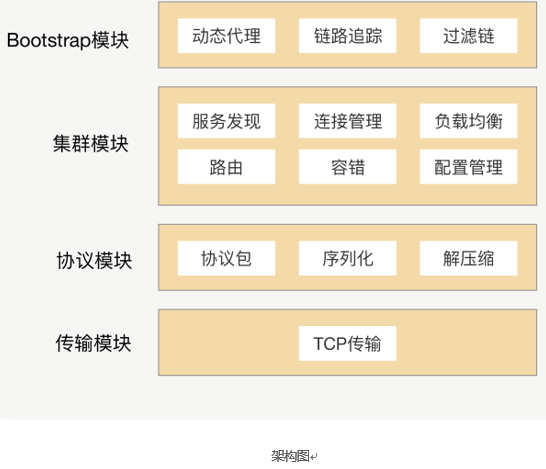 Bootstrap模块
动态代理 链路追踪 过滤链
集群模块
服务发现 连接管理 负载均衡
路由 容错 配置管理
协议模块
协议包 序列化 解压缩
传输模块
TCP传输
架构图